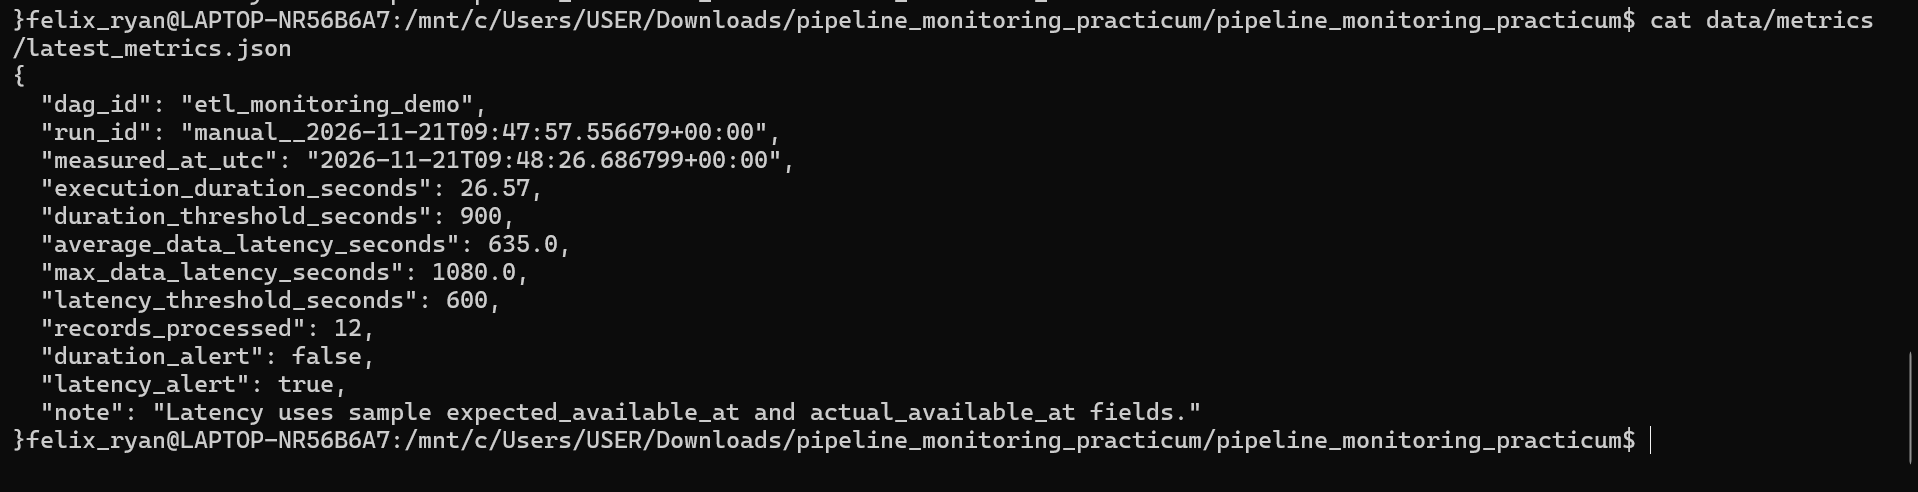 }felix_ryan@LAPTOP-NR56B6A7:/mnt/c/Users/USER/Downloads/pipeline_monitoring_practicum/pipeline_monitoring_practicum$ cat data/metrics
/latest_metrics.json
{
  "dag_id": "etl_monitoring_demo",
  "run_id": "manual__2026-11-21T09:47:57.556679+00:00",
  "measured_at_utc": "2026-11-21T09:48:26.686799+00:00",
  "execution_duration_seconds": 26.57,
  "duration_threshold_seconds": 900,
  "average_data_latency_seconds": 635.0,
  "max_data_latency_seconds": 1080.0,
  "latency_threshold_seconds": 600,
  "records_processed": 12,
  "duration_alert": false,
  "latency_alert": true,
  "note": "Latency uses sample expected_available_at and actual_available_at fields."
}felix_ryan@LAPTOP-NR56B6A7:/mnt/c/Users/USER/Downloads/pipeline_monitoring_practicum/pipeline_monitoring_practicum$